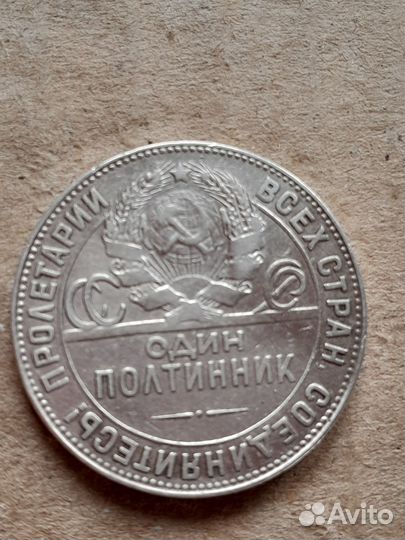 ПРОЛЕТАРИИ ВСЕХ СТРАН, СОЕДИНЯЙТЕСЬ!
СССР
ОДИН
ПОЛТИННИК
Avito